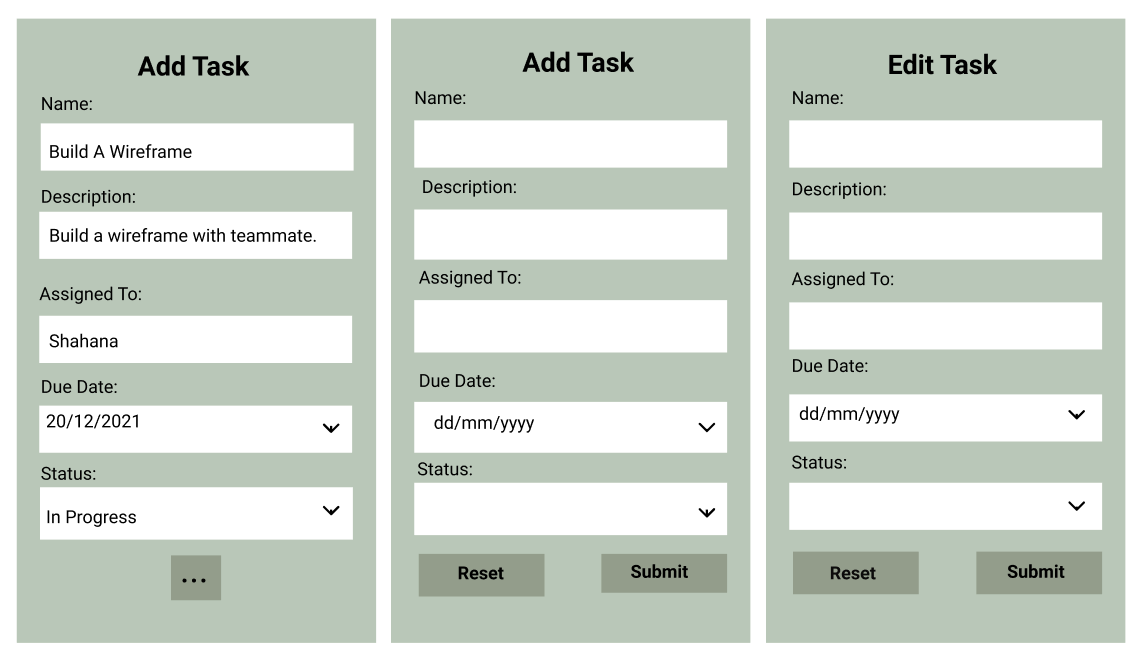 Add Task
Name:
Build A Wireframe
Description:
Build a wireframe with teammate.
Assigned To:
Shahana
Due Date:
20/12/2021
Status:
In Progress
...
Add Task
Name:
Description:
Assigned To:
Due Date:
dd/mm/yyyy
Status:
Reset
Submit
Edit Task
Name:
Description:
Assigned To:
Due Date:
dd/mm/yyyy
Status:
Reset
Submit